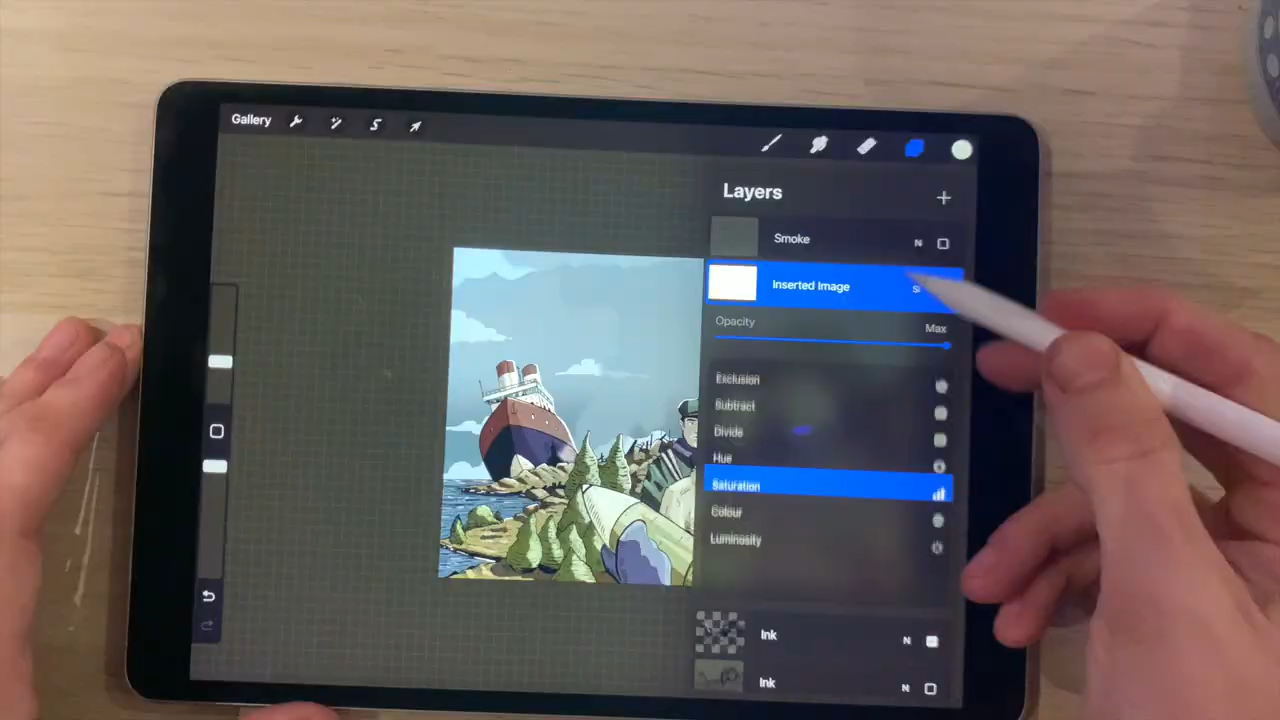 Gallery
Layers
Smoke N
Inserted Image
Opacity Max
Exclusion
Subtract
Divide
Hue
Saturation
Colour
Luminosity
Ink N
Ink N